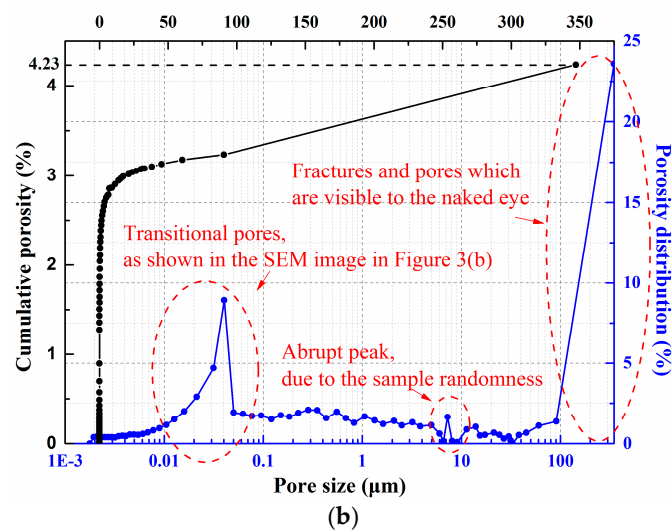 0 50 100 150 200 250 300 350
4.23
4
3
2
1
0
Cumulative porosity (%)
25
20
15
10
5
0
Porosity distribution (%)
Fractures and pores which
are visible to the naked eye
Transitional pores,
as shown in the SEM image in Figure 3(b)
Abrupt peak,
due to the sample randomness
1E-3 0.01 0.1 1 10 100
Pore size (μm)
(b)